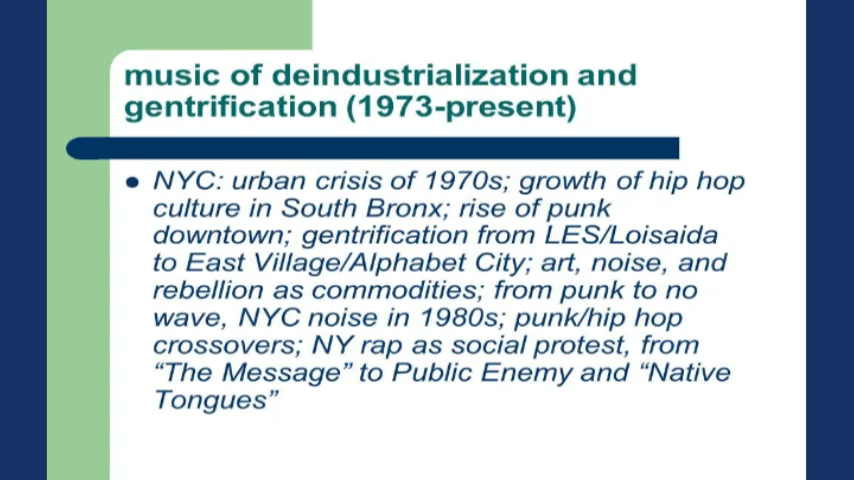 music of deindustrialization and
gentrification (1973-present)
● NYC: urban crisis of 1970s; growth of hip hop
culture in South Bronx; rise of punk
downtown; gentrification from LES/Loisaida
to East Village/Alphabet City; art, noise, and
rebellion as commodities; from punk to no
wave, NYC noise in 1980s; punk/hip hop
crossovers; NY rap as social protest, from
“The Message” to Public Enemy and “Native
Tongues”